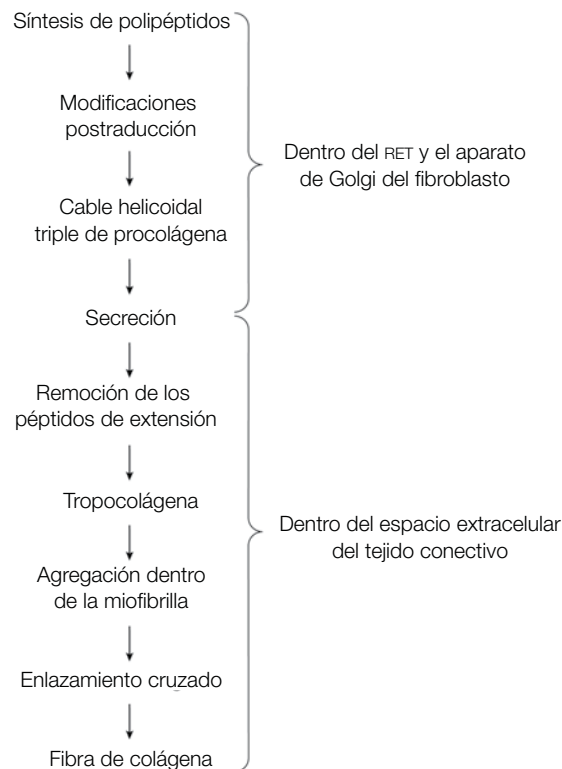 Síntesis de polipéptidos
Modificaciones
postraducción
Dentro del RET y el aparato
de Golgi del fibroblasto
Cable helicoidal
triple de procolágena
Secreción
Remoción de los
péptidos de extensión
Tropocolágena
Dentro del espacio extracelular
del tejido conectivo
Agregación dentro
de la miofibrilla
Enlazamiento cruzado
Fibra de colágena